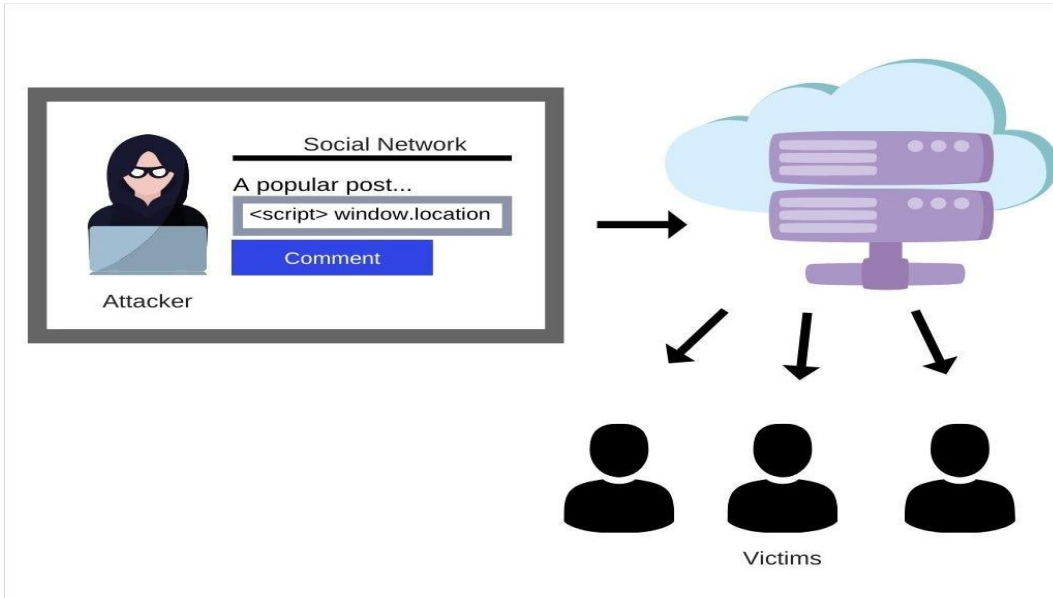 Social Network
A popular post...
<script> window.location
Comment
Attacker
Victims